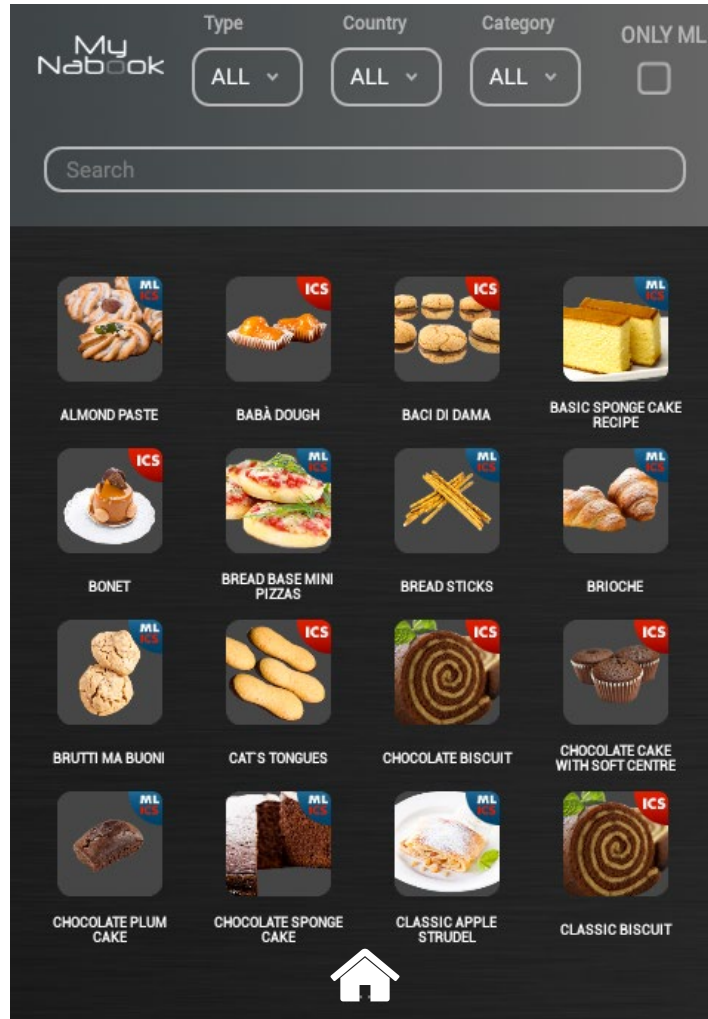 Type Country Category ONLY ML
My
Nabook
ALL ALL ALL
Search
ML
ICS
ICS
ICS
ML
ICS
ALMOND PASTE
BABÀ DOUGH
BACI DI DAMA
BASIC SPONGE CAKE
RECIPE
ICS
ML
ICS
ML
ICS
ML
ICS
BONET
BREAD BASE MINI
PIZZAS
BREAD STICKS
BRIOCHE
ML
ICS
ICS
ICS
ICS
BRUTTI MA BUONI
CAT`S TONGUES
CHOCOLATE BISCUIT
CHOCOLATE CAKE
WITH SOFT CENTRE
ML
ICS
ML
ICS
ML
ICS
ICS
CHOCOLATE PLUM
CAKE
CHOCOLATE SPONGE
CAKE
CLASSIC APPLE
STRUDEL
CLASSIC BISCUIT